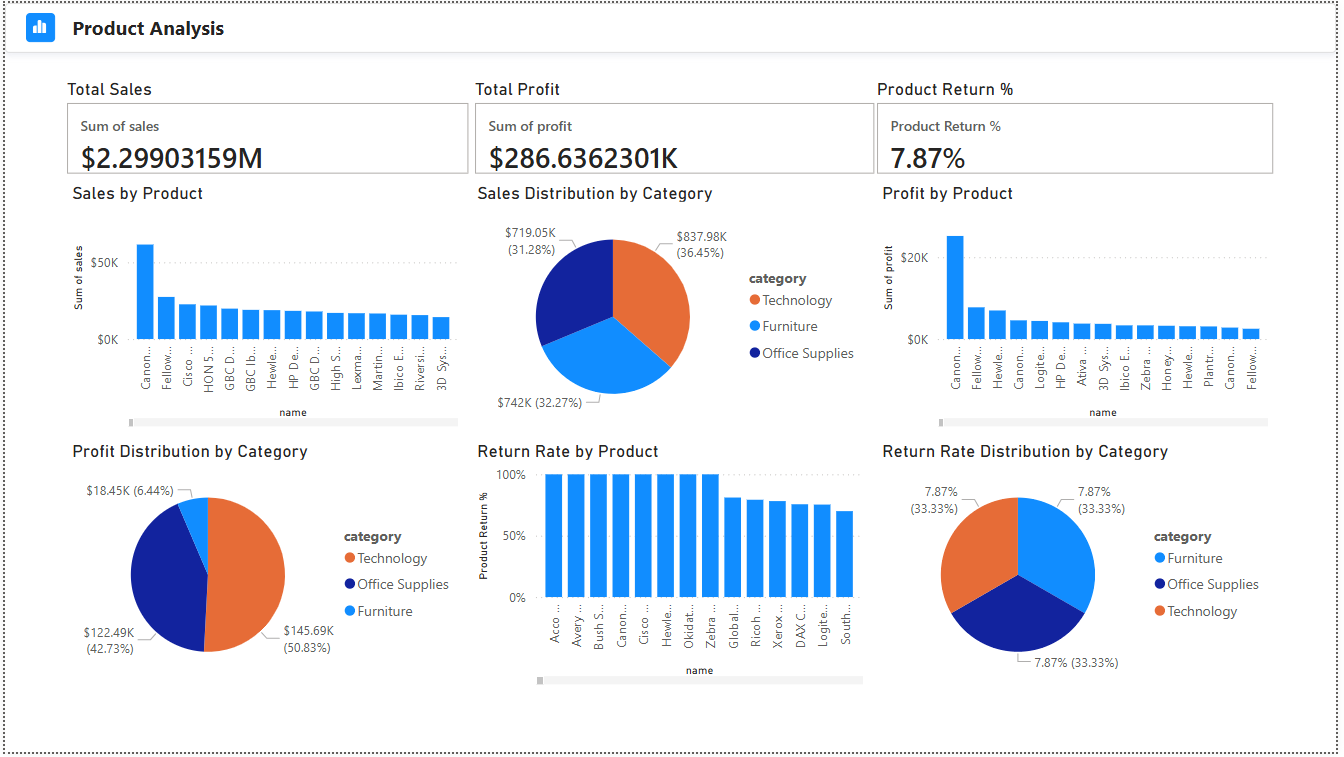 Product Analysis
Total Sales
Sum of sales
$2.29903159M
Total Profit
Sum of profit
$286.6362301K
Product Return %
Product Return %
7.87%
Sales by Product
Sum of sales
$50K
$0K
Canon...
Fellow...
Cisco ...
HON 5...
GBC D...
GBC Ib...
Hewle...
HP De...
GBC D...
High S...
Lexma...
Martin...
Ibico E...
Riversi...
3D Sys...
name
Sales Distribution by Category
$719.05K
(31.28%)
$837.98K
(36.45%)
$742K (32.27%)
category
Technology
Furniture
Office Supplies
Profit by Product
Sum of profit
$20K
$0K
Canon...
Fellow...
Hewle...
Canon...
Logite...
HP De...
Ativa ...
3D Sys...
Ibico E...
Zebra ...
Honey...
Hewle...
Plantr...
Canon...
Fellow...
name
Profit Distribution by Category
$18.45K (6.44%)
$122.49K
(42.73%)
$145.69K
(50.83%)
category
Technology
Office Supplies
Furniture
Return Rate by Product
Product Return %
100%
50%
0%
Acco ...
Avery ...
Bush S...
Canon...
Cisco ...
Hewle...
Okidat...
Zebra ...
Global...
Ricoh ...
Xerox ...
DAX C...
Logite...
South...
name
Return Rate Distribution by Category
7.87%
(33.33%)
7.87%
(33.33%)
7.87% (33.33%)
category
Furniture
Office Supplies
Technology